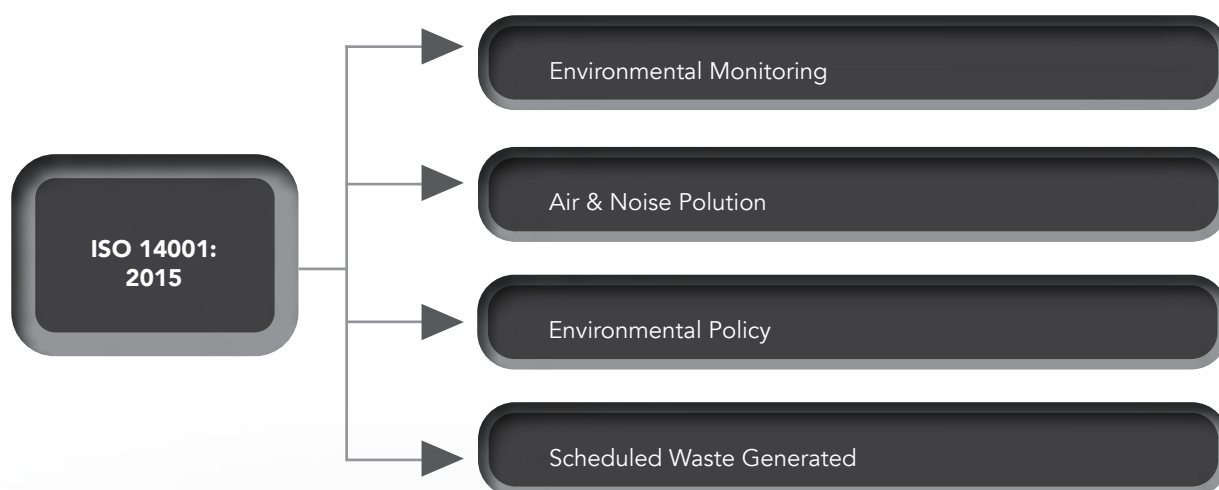 ISO 14001:
2015
Environmental Monitoring
Air & Noise Polution
Environmental Policy
Scheduled Waste Generated